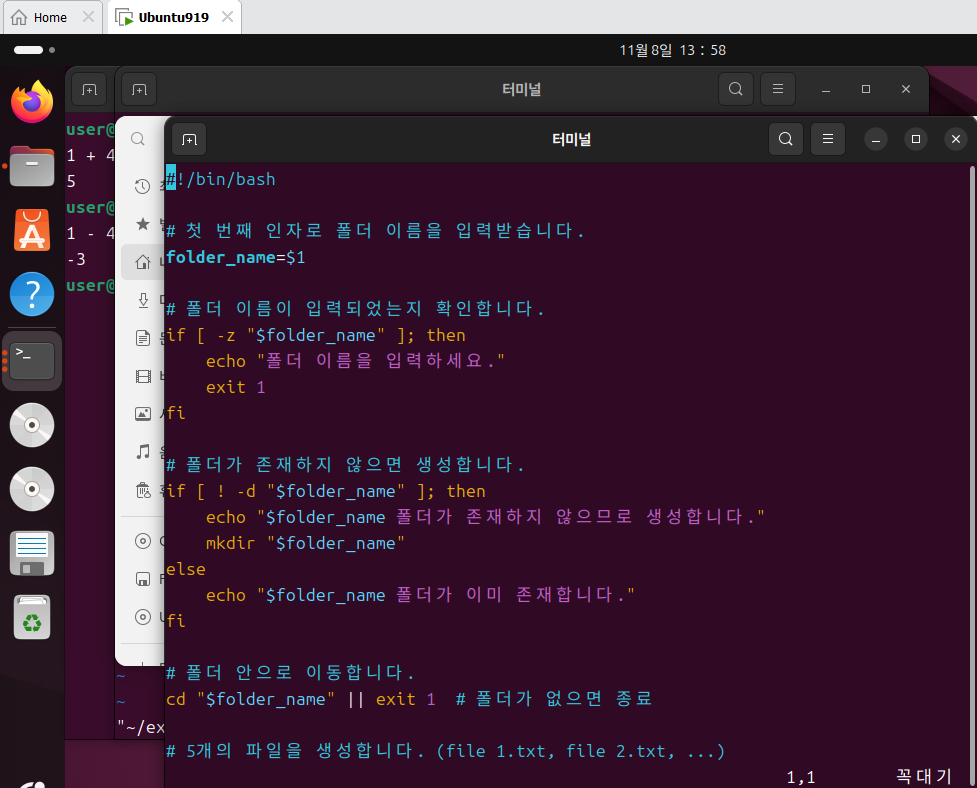 Home
Ubuntu919
11월 8일 13 : 58
터미널
user@
1 + 4
5
user@
1 - 4
-3
user@
터미널
#!/bin/bash
# 첫 번째 인자로 폴더 이름을 입력받습니다.
folder_name=$1
# 폴더 이름이 입력되었는지 확인합니다.
if [ -z "$folder_name" ]; then
echo "폴더 이름을 입력하세요."
exit 1
fi
# 폴더가 존재하지 않으면 생성합니다.
if [ ! -d "$folder_name" ]; then
echo "$folder_name 폴더가 존재하지 않으므로 생성합니다."
mkdir "$folder_name"
else
echo "$folder_name 폴더가 이미 존재합니다."
fi
# 폴더 안으로 이동합니다.
cd "$folder_name" || exit 1 # 폴더가 없으면 종료
# 5개의 파일을 생성합니다. (file 1.txt, file 2.txt, ...)
1,1 꼭대기
~
~
"~/ex